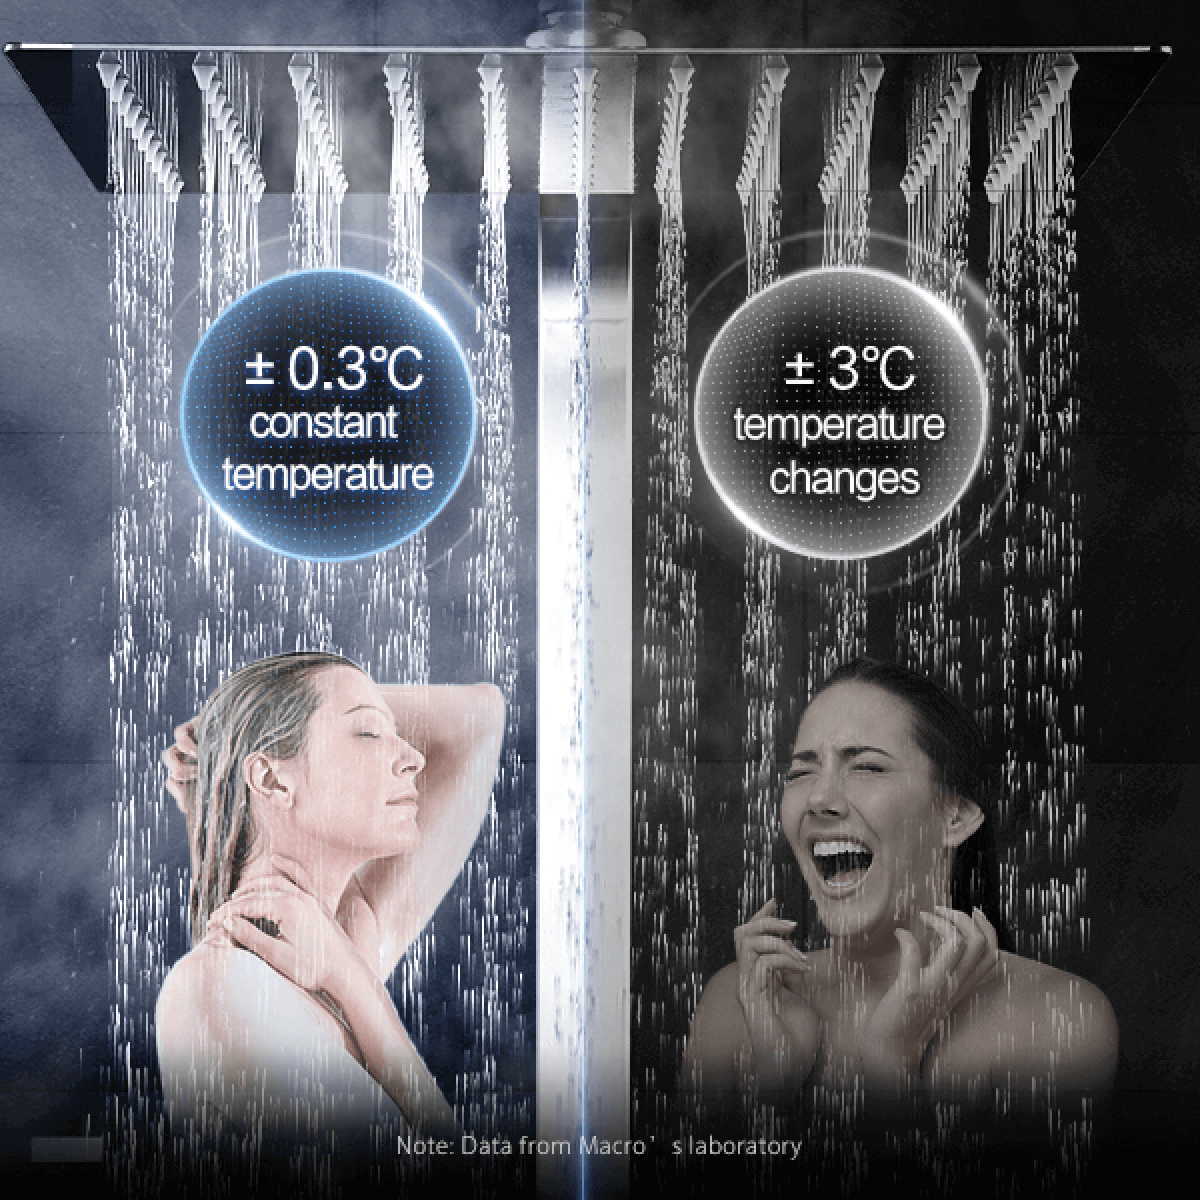 ± 0.3℃
constant
temperature
± 3℃
temperature
changes
Note: Data from Macro’ s laboratory